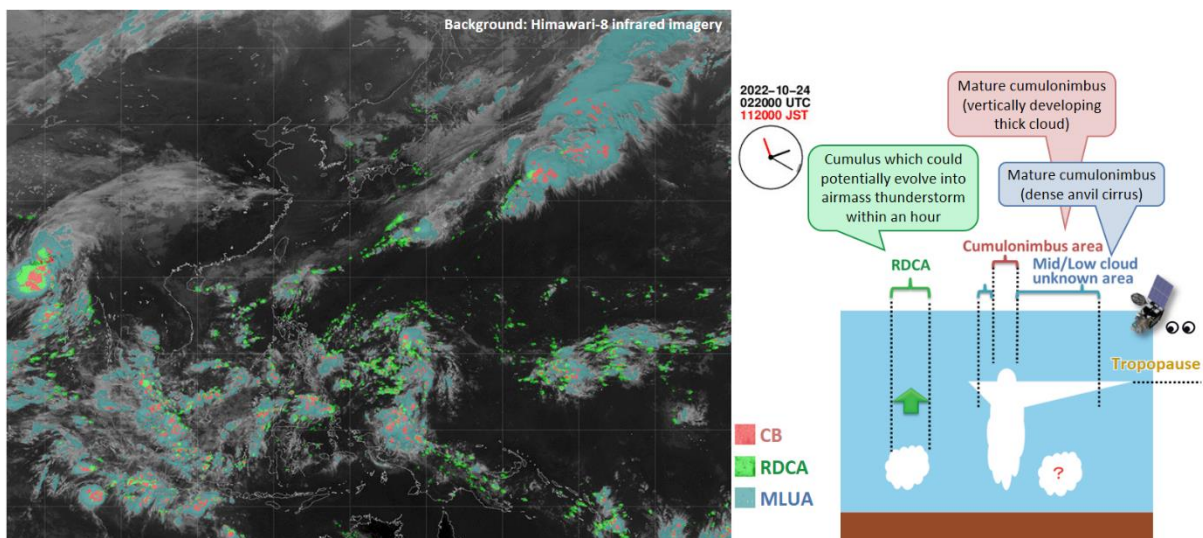 Background: Himawari-8 infrared imagery
2022-10-24
022000 UTC
112000 JST
Mature cumulonimbus
(vertically developing
thick cloud)
Cumulus which could
potentially evolve into
airmass thunderstorm
within an hour
Mature cumulonimbus
(dense anvil cirrus)
Cumulonimbus area
RDCA
Mid/Low cloud
unknown area
Tropopause
CB
RDCA
MLUA
?